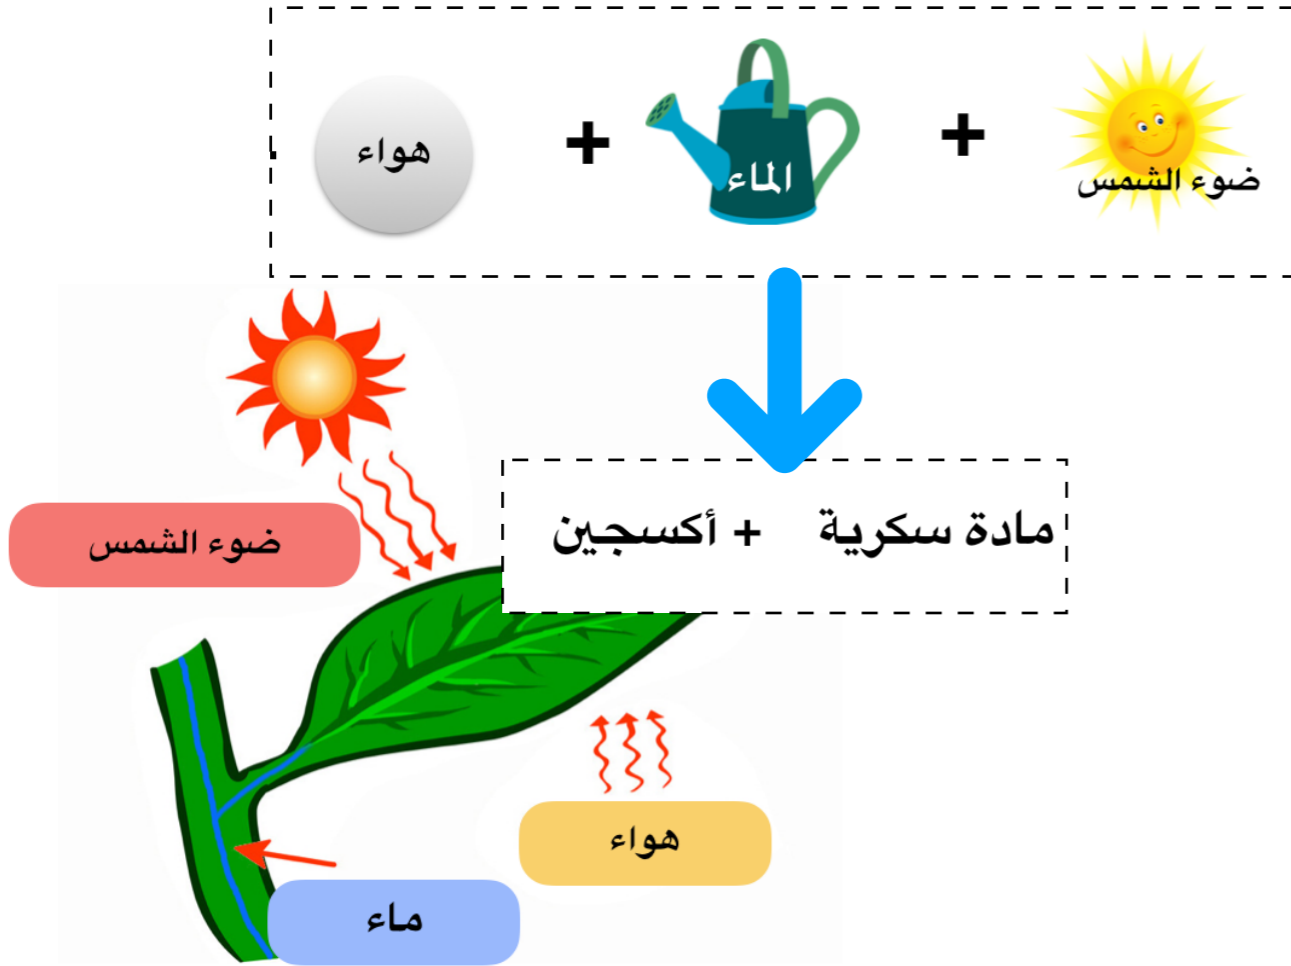 ضوء الشمس + الماء + هواء
مادة سكرية + أكسجين
ضوء الشمس
هواء
ماء